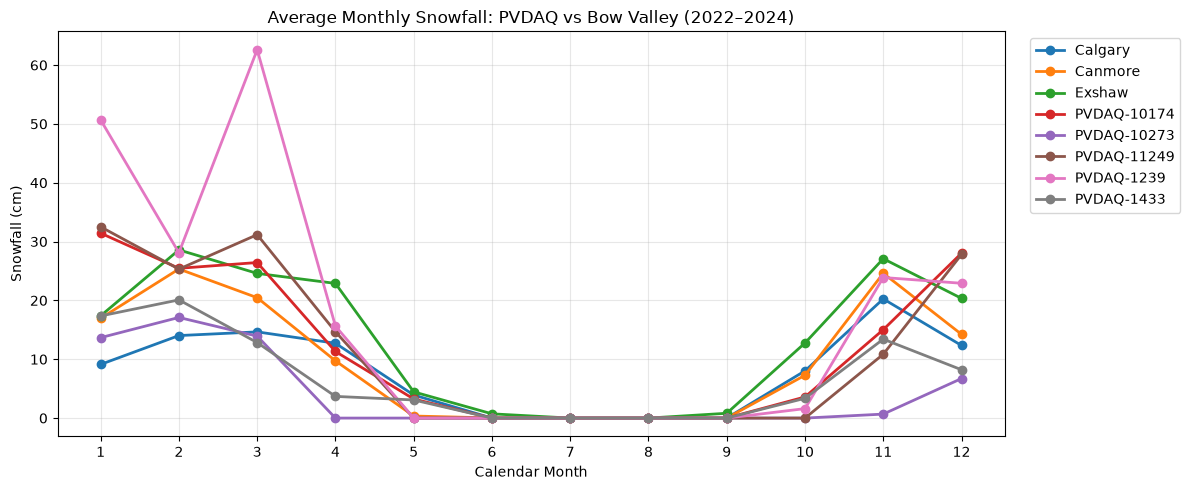 Average Monthly Snowfall: PVDAQ vs Bow Valley (2022–2024)
Snowfall (cm)
60
50
40
30
20
10
0
1 2 3 4 5 6 7 8 9 10 11 12
Calendar Month
Calgary
Canmore
Exshaw
PVDAQ-10174
PVDAQ-10273
PVDAQ-11249
PVDAQ-1239
PVDAQ-1433